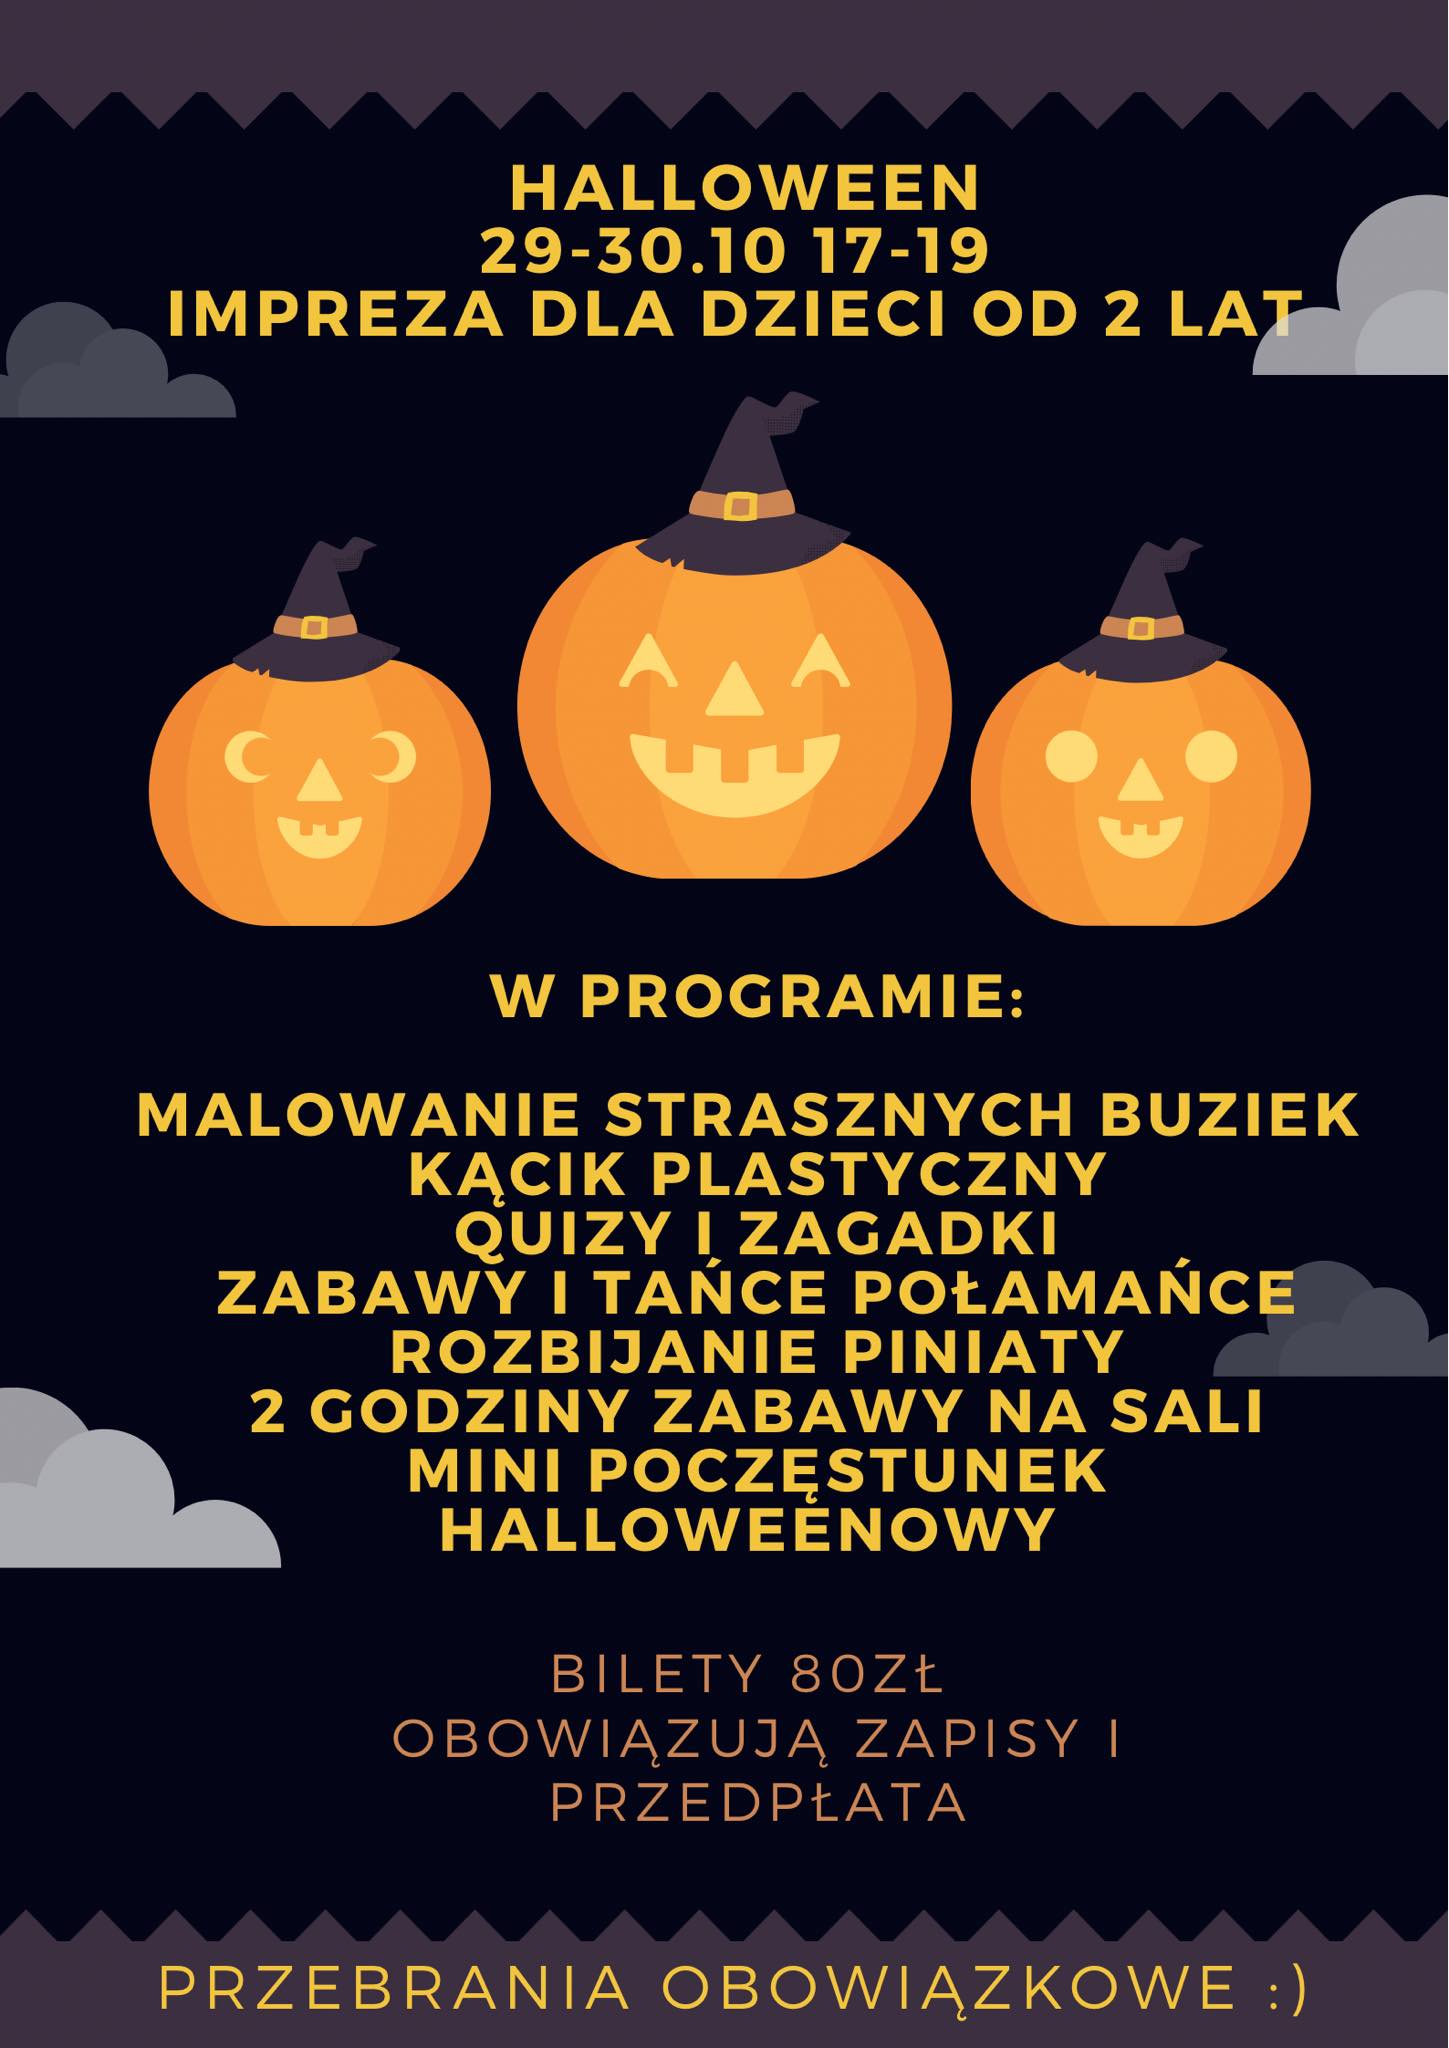 HALLOWEEN
29-30.10 17-19
IMPREZA DLA DZIECI OD 2 LAT
W PROGRAMIE:
MALOWANIE STRASZNYCH BUZIEK
KĄCIK PLASTYCZNY
QUIZY I ZAGADKI
ZABAWY I TAŃCE POŁAMAŃCE
ROZBIJANIE PINIATY
2 GODZINY ZABAWY NA SALI
MINI POCZĘSTUNEK
HALLOWEENOWY
BILETY 80ZŁ
OBOWIĄZUJĄ ZAPISY I
PRZEDPŁATA
PRZEBRANIA OBOWIĄZKOWE :)